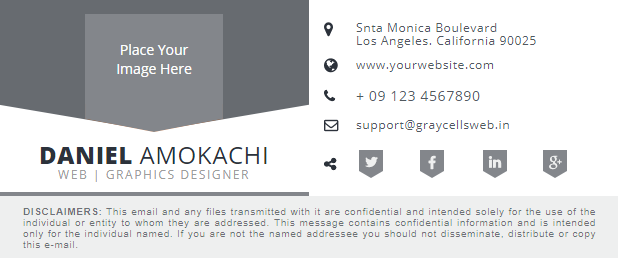 Place Your
Image Here
DANIEL AMOKACHI
WEB | GRAPHICS DESIGNER
Snta Monica Boulevard
Los Angeles. California 90025
www.yourwebsite.com
+ 09 123 4567890
support@graycellsweb.in
f
in
g+
DISCLAIMERS: This email and any files transmitted with it are confidential and intended solely for the use of the
individual or entity to whom they are addressed. This message contains confidential information and is intended
only for the individual named. If you are not the named addressee you should not disseminate, distribute or copy
this e-mail.